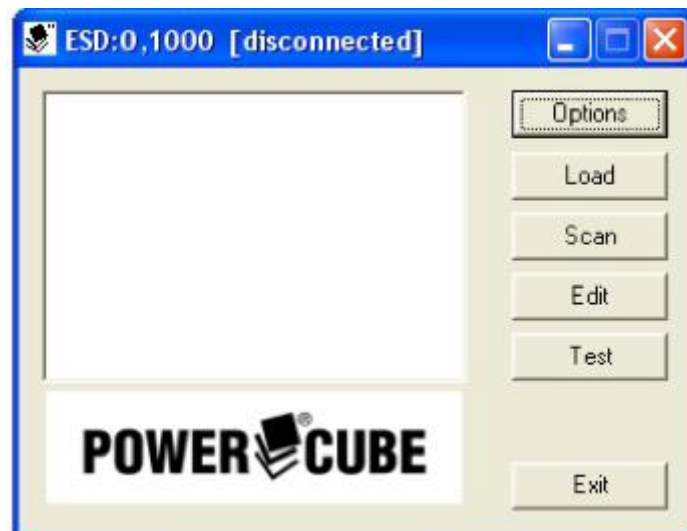 ESD:0,1000 [disconnected]
Options
Load
Scan
Edit
Test
POWER CUBE®
Exit